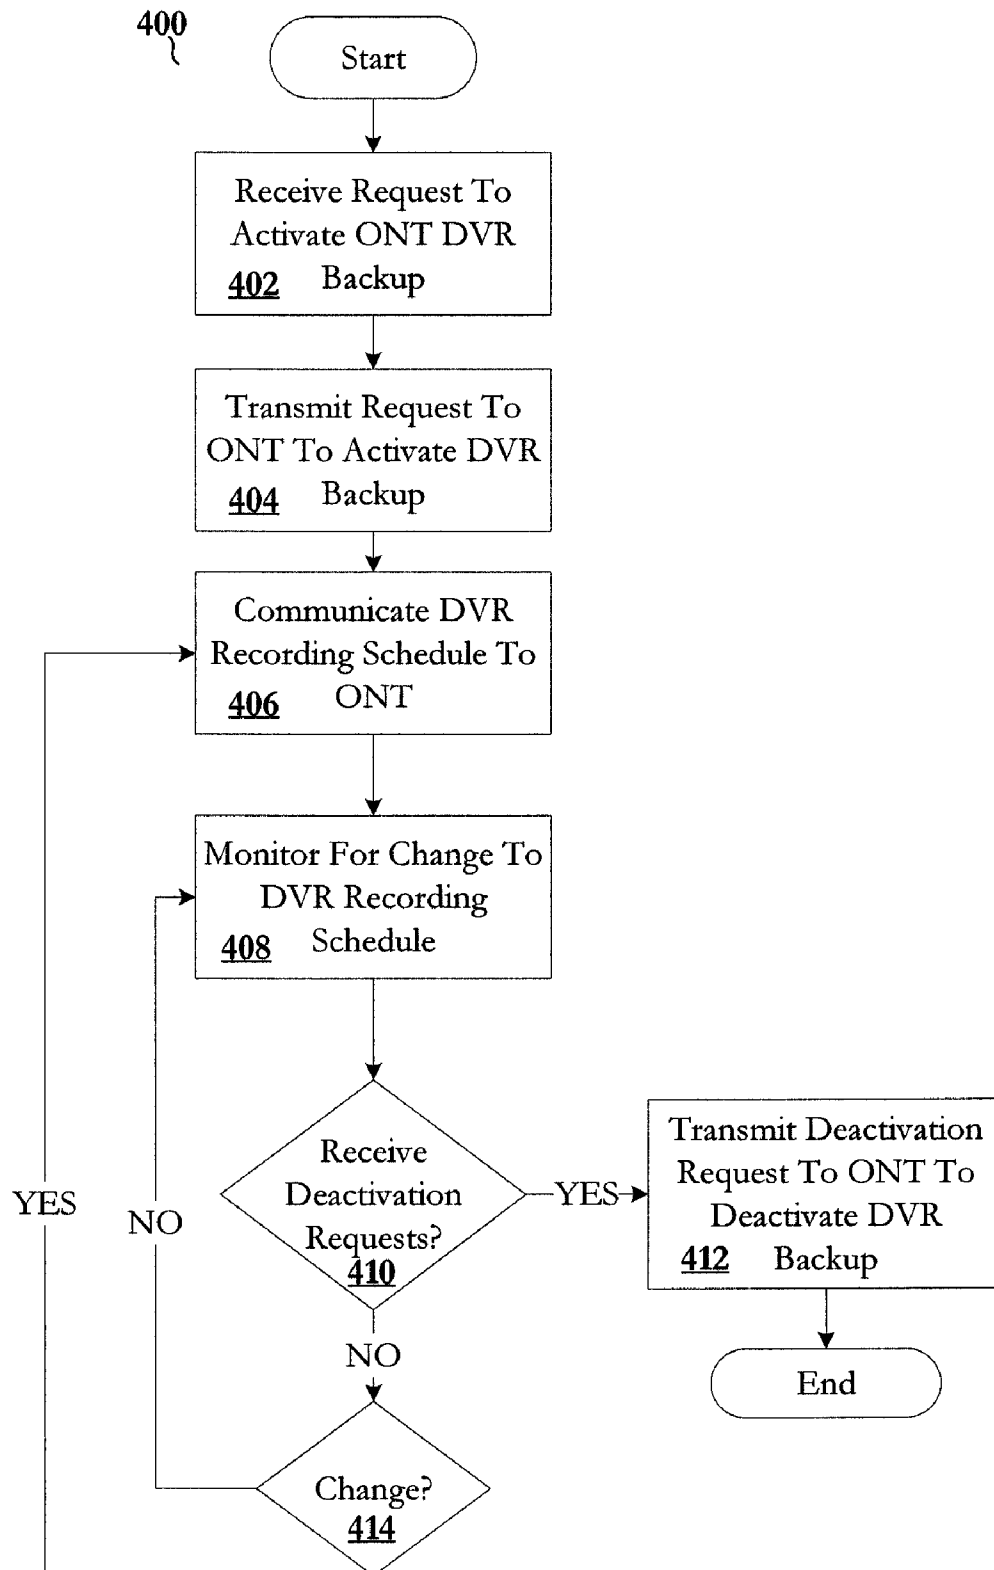 400
Start
Receive Request To
Activate ONT DVR
402 Backup
Transmit Request To
ONT To Activate DVR
404 Backup
Communicate DVR
Recording Schedule To
406 ONT
Monitor For Change To
DVR Recording
408 Schedule
Receive
Deactivation
Requests?
410
YES
Transmit Deactivation
Request To ONT To
Deactivate DVR
412 Backup
End
NO
Change?
414
NO
YES